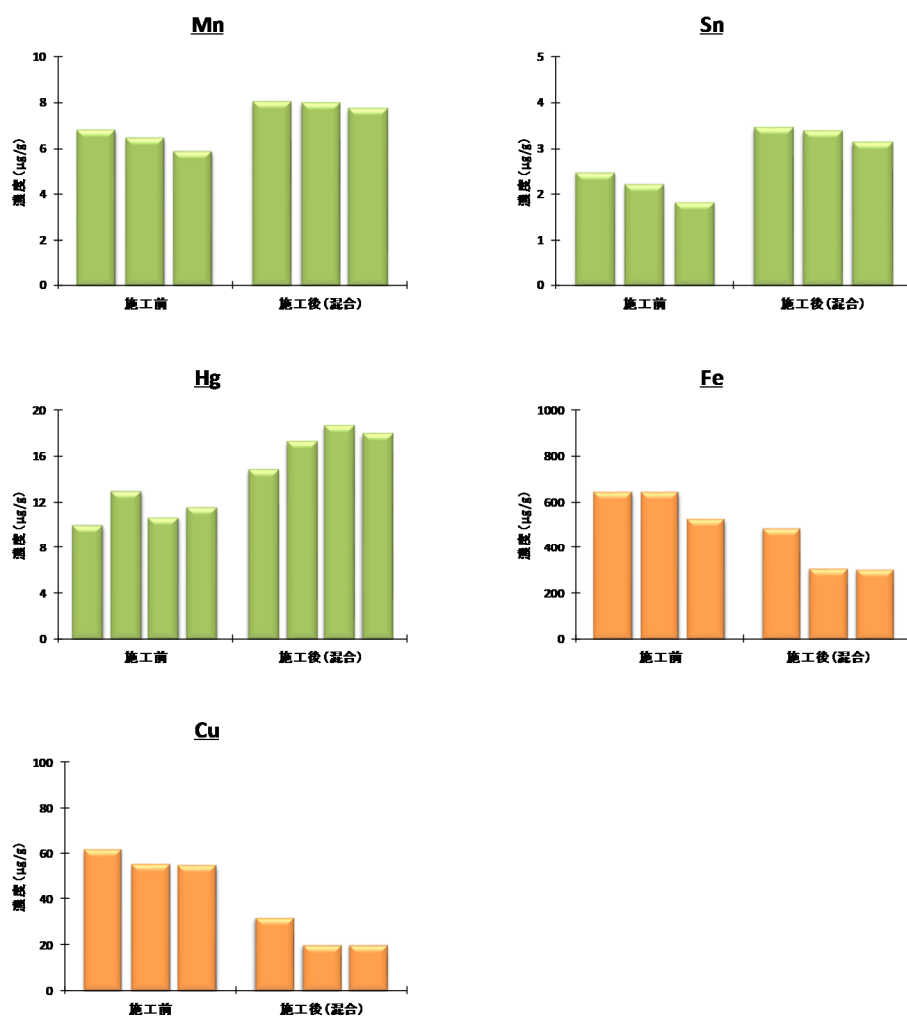 Mn
濃度(μg/g)
10
8
6
4
2
0
施工前
施工後(混合)
Sn
濃度(μg/g)
5
4
3
2
1
0
施工前
施工後(混合)
Hg
濃度(μg/g)
20
16
12
8
4
0
施工前
施工後(混合)
Fe
濃度(μg/g)
1000
800
600
400
200
0
施工前
施工後(混合)
Cu
濃度(μg/g)
100
80
60
40
20
0
施工前
施工後(混合)